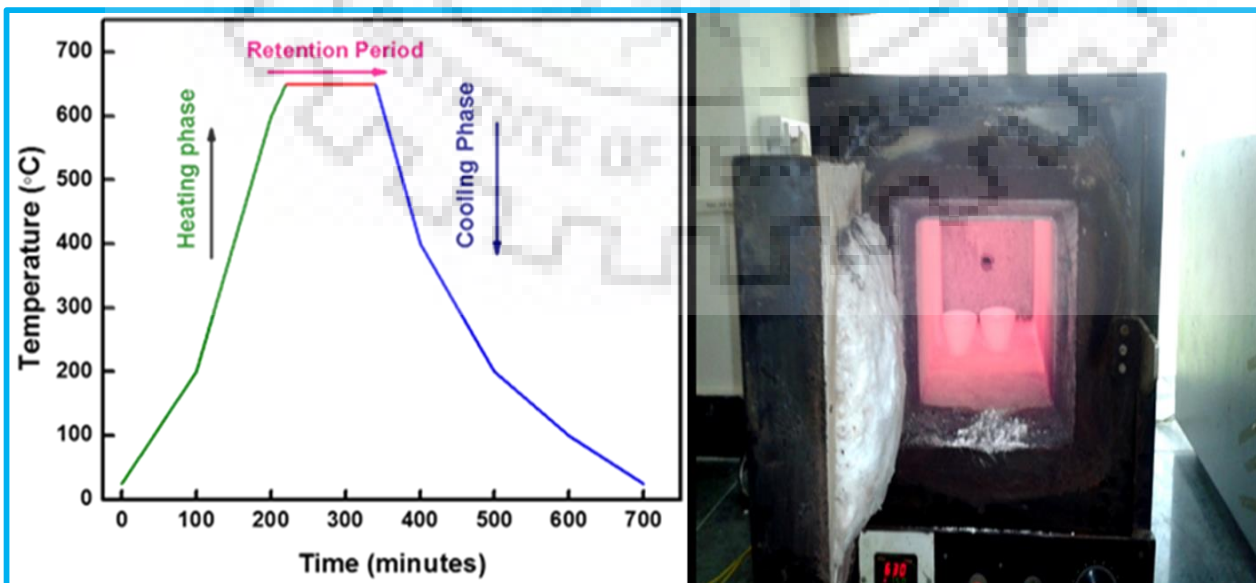 Temperature (◦C)
700
600
500
400
300
200
100
0
Retention Period
Heating phase
Cooling Phase
0 100 200 300 400 500 600 700
Time (minutes)